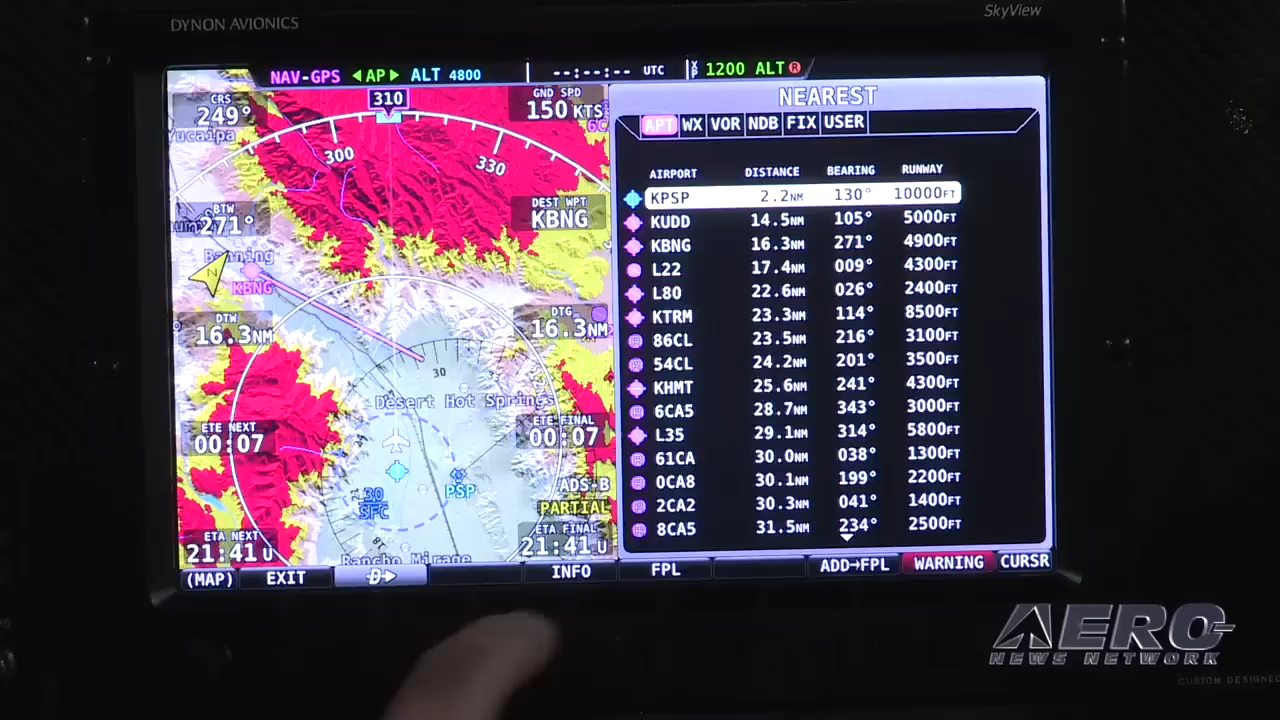 DYNON AVIONICS
SkyView
NAV-GPS AP ALT 4800 --:--:-- UTC XP 1200 ALT R
CRS
249°
ucaipa
310
300
330
GND SPD
150 KTS
DEST WPT
KBNG
BTW
271°
Banning
N
KBNG
DTW
16.3NM
DTG
16.3NM
30
Desert Hot Springs
ETE NEXT
00:07
ETE FINAL
00:07
30
SFC
PSP
ADS-B
PARTIAL
ETA NEXT
21:41U
ETA FINAL
21:41U
Rancho Mirage
NEAREST
APT WX VOR NDB FIX USER
AIRPORT DISTANCE BEARING RUNWAY
KPSP 2.2NM 130° 10000FT
KUDD 14.5NM 105° 5000FT
KBNG 16.3NM 271° 4900FT
L22 17.4NM 009° 4300FT
L80 22.6NM 026° 2400FT
KTRM 23.3NM 114° 8500FT
86CL 23.5NM 216° 3100FT
54CL 24.2NM 201° 3500FT
KHMT 25.6NM 241° 4300FT
6CA5 28.7NM 343° 3000FT
L35 29.1NM 314° 5800FT
61CA 30.0NM 038° 1300FT
0CA8 30.1NM 199° 2200FT
2CA2 30.3NM 041° 1400FT
8CA5 31.5NM 234° 2500FT
(MAP) EXIT D INFO FPL ADD→FPL WARNING CURSR
AERO
NEWS NETWORK
CUSTOM DESIGNED